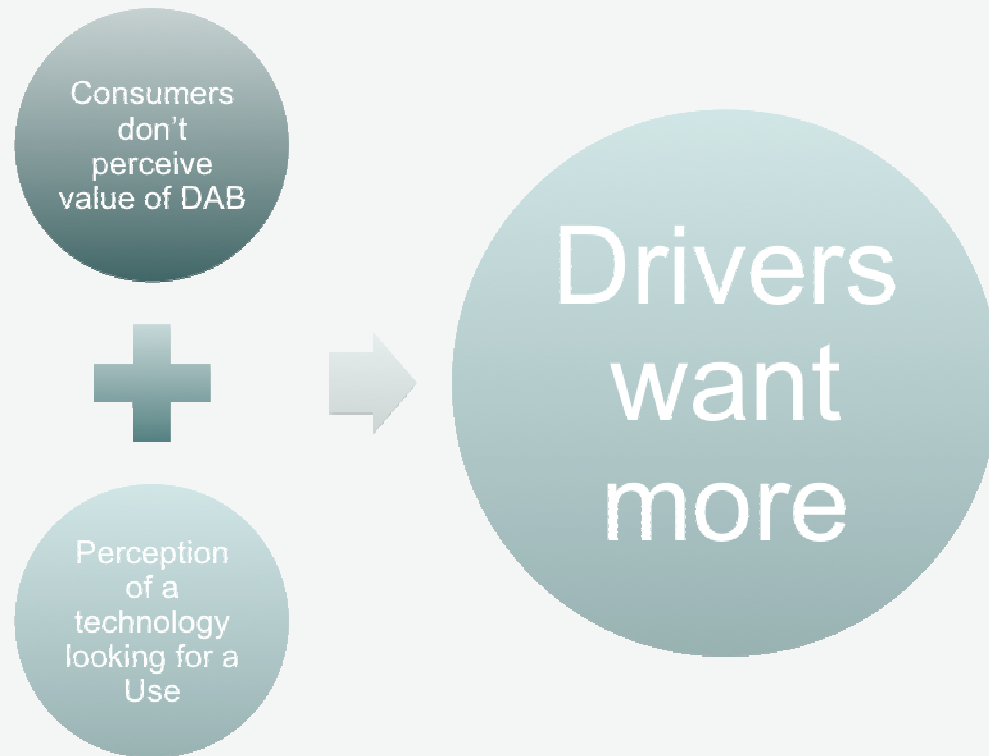 Consumers
don't
perceive
value of DAB
Perception
of a
technology
looking for a
Use
Drivers
want
more